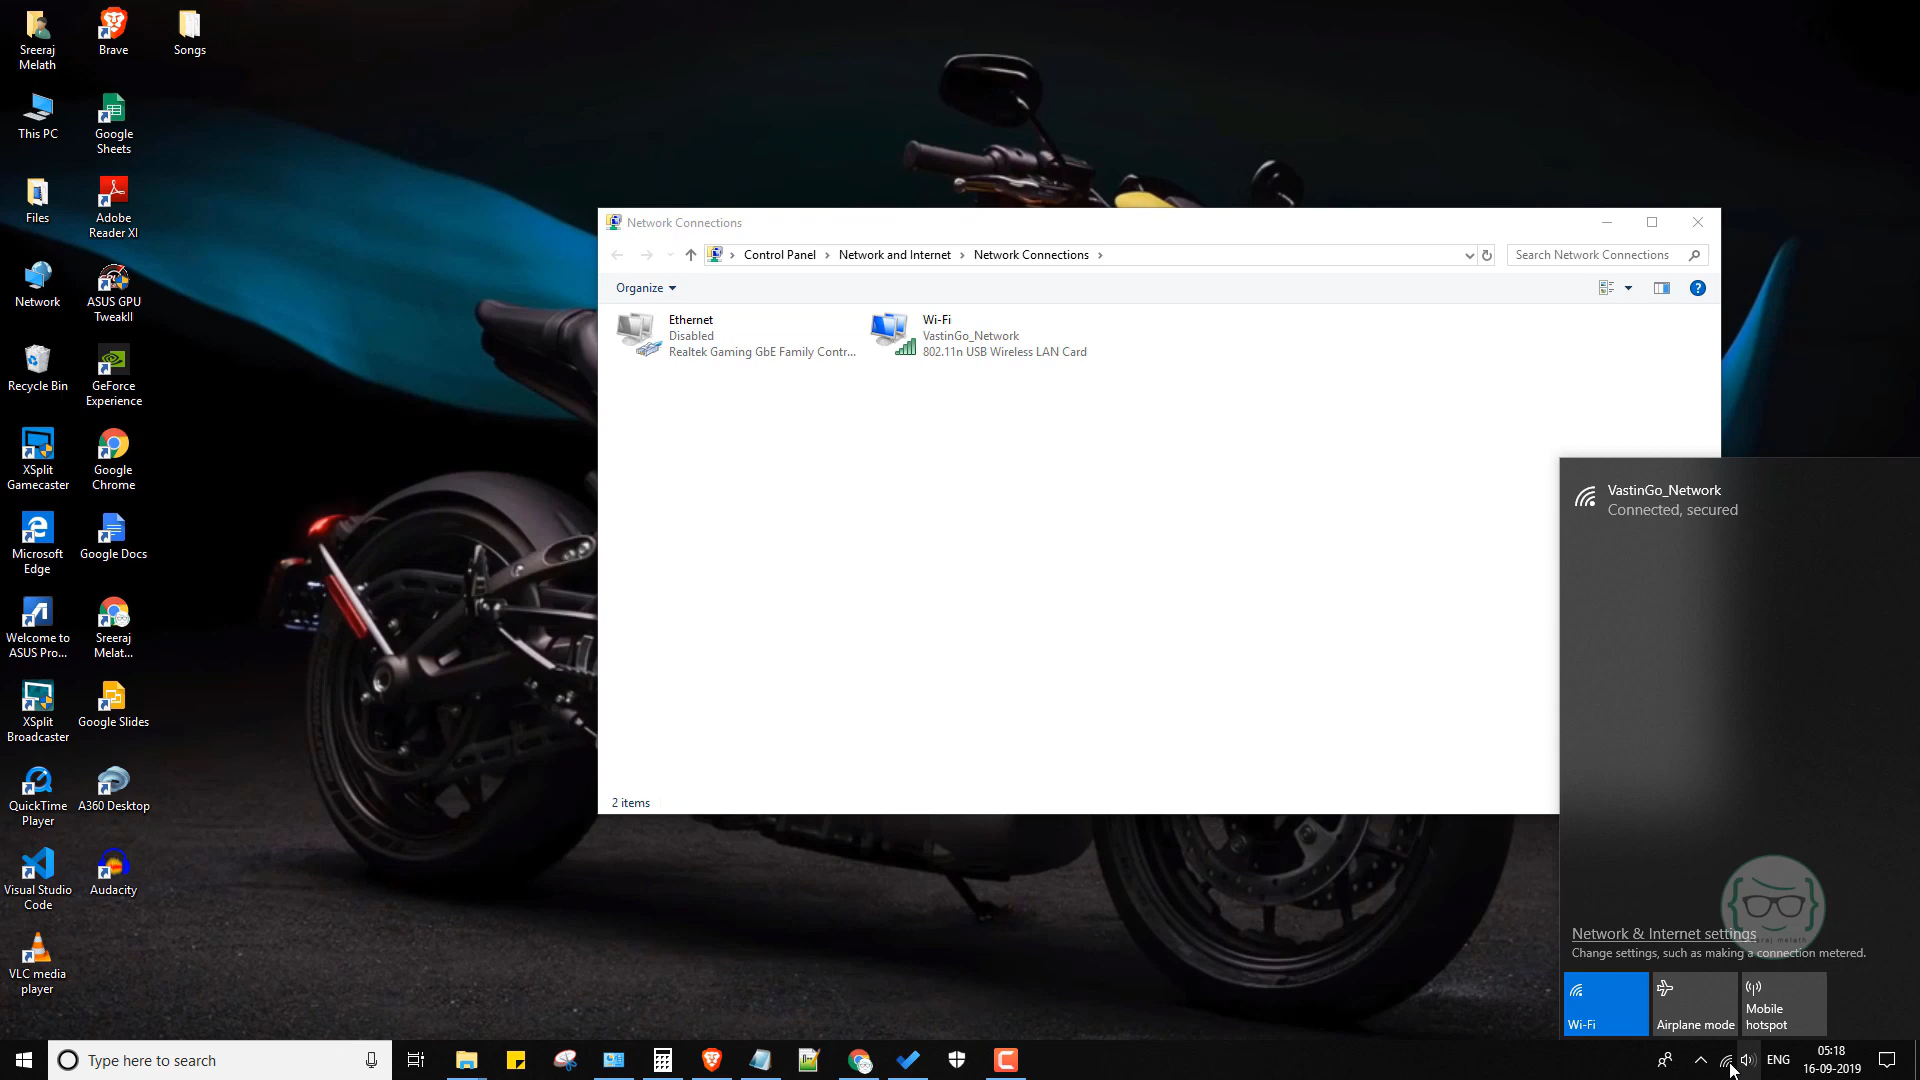 Sreeraj
Melath
Brave
Songs
This PC
Google
Sheets
Files
Adobe
Reader XI
Network
ASUS GPU
TweakII
Recycle Bin
GeForce
Experience
XSplit
Gamecaster
Google
Chrome
Microsoft
Edge
Google Docs
Welcome to
ASUS Pro...
Sreeraj
Melat...
XSplit
Broadcaster
Google Slides
QuickTime
Player
A360 Desktop
Visual Studio
Code
Audacity
VLC media
player
Network Connections
Control Panel
Network and Internet
Network Connections
Search Network Connections
Organize
Ethernet
Disabled
Realtek Gaming GbE Family Contr...
Wi-Fi
VastinGo_Network
802.11n USB Wireless LAN Card
2 items
VastinGo_Network
Connected, secured
Network & Internet settings
Change settings, such as making a connection metered.
Wi-Fi
Airplane mode
Mobile
hotspot
Type here to search
ENG
05:18
16-09-2019